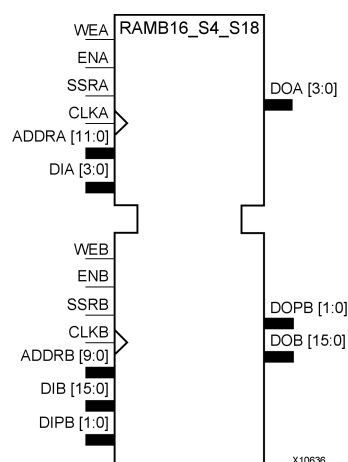 RAMB16_S4_S18
WEA
ENA
SSRA
CLKA
ADDRA [11:0]
DIA [3:0]
DOA [3:0]
WEB
ENB
SSRB
CLKB
ADDRB [9:0]
DIB [15:0]
DIPB [1:0]
DOPB [1:0]
DOB [15:0]
X10636